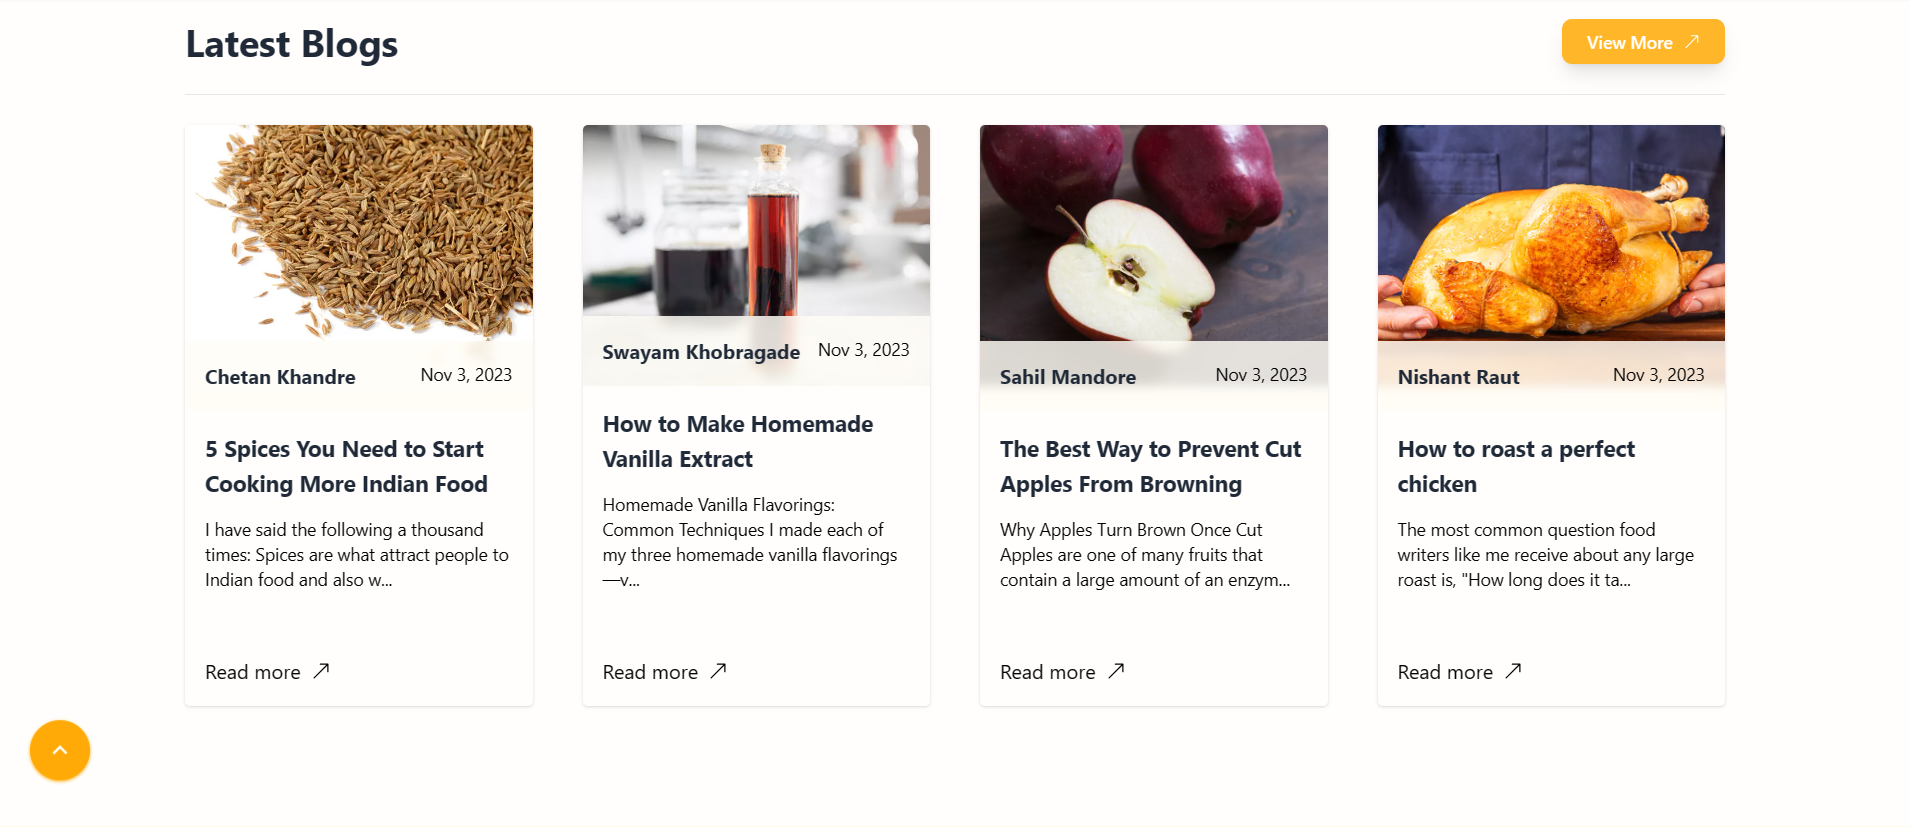 Latest Blogs
View More
Chetan Khandre Nov 3, 2023
5 Spices You Need to Start
Cooking More Indian Food
I have said the following a thousand
times: Spices are what attract people to
Indian food and also w...
Read more
Swayam Khobragade Nov 3, 2023
How to Make Homemade
Vanilla Extract
Homemade Vanilla Flavorings:
Common Techniques I made each of
my three homemade vanilla flavorings
—v...
Read more
Sahil Mandore Nov 3, 2023
The Best Way to Prevent Cut
Apples From Browning
Why Apples Turn Brown Once Cut
Apples are one of many fruits that
contain a large amount of an enzym...
Read more
Nishant Raut Nov 3, 2023
How to roast a perfect
chicken
The most common question food
writers like me receive about any large
roast is, "How long does it ta...
Read more